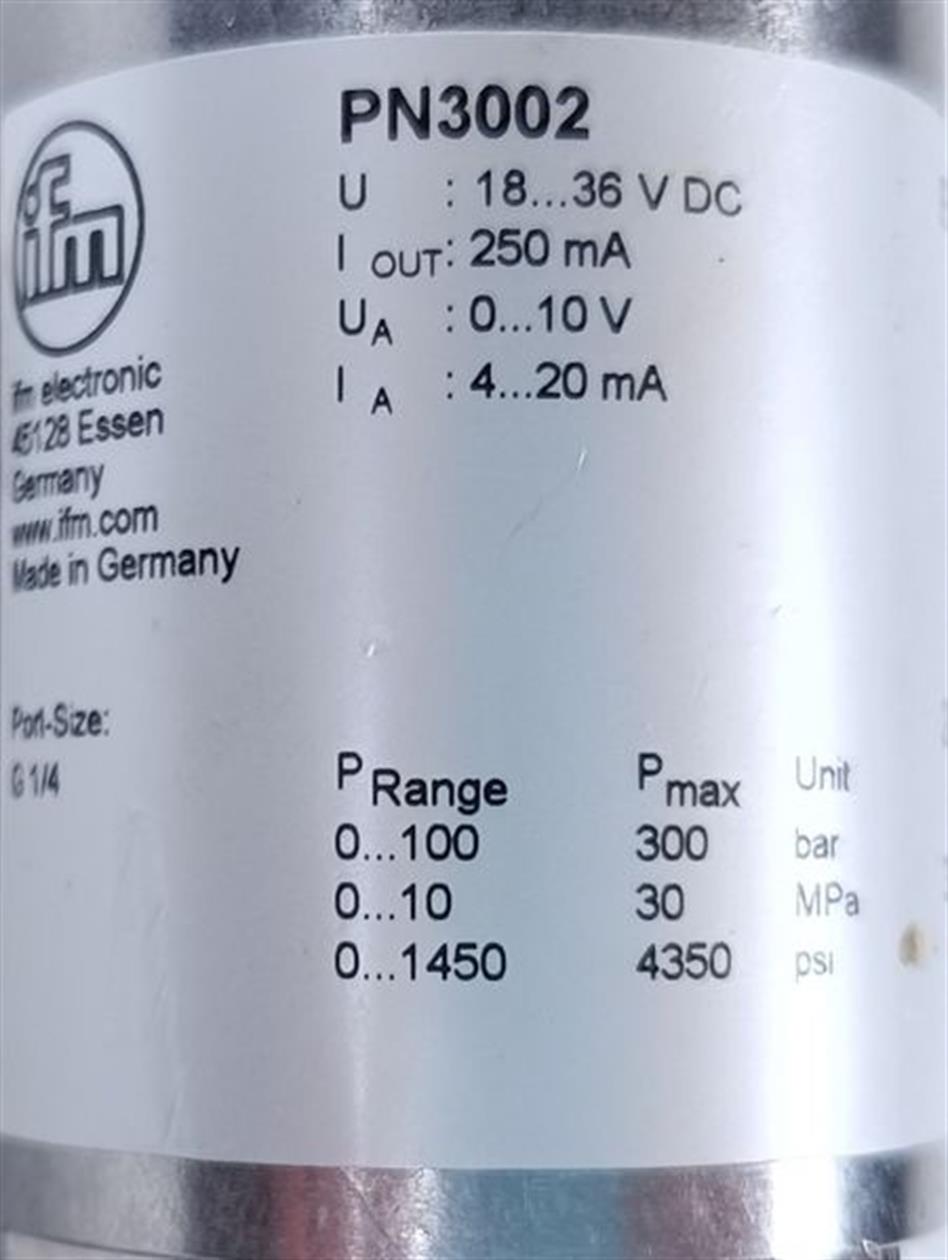 PN3002
ifm
U : 18...36 V DC
I OUT: 250 mA
UA : 0...10 V
I A : 4...20 mA
ifm electronic
45128 Essen
Germany
www.ifm.com
Made in Germany
Port-Size:
G 1/4
P Range Pmax Unit
0...100 300 bar
0...10 30 MPa
0...1450 4350 psi